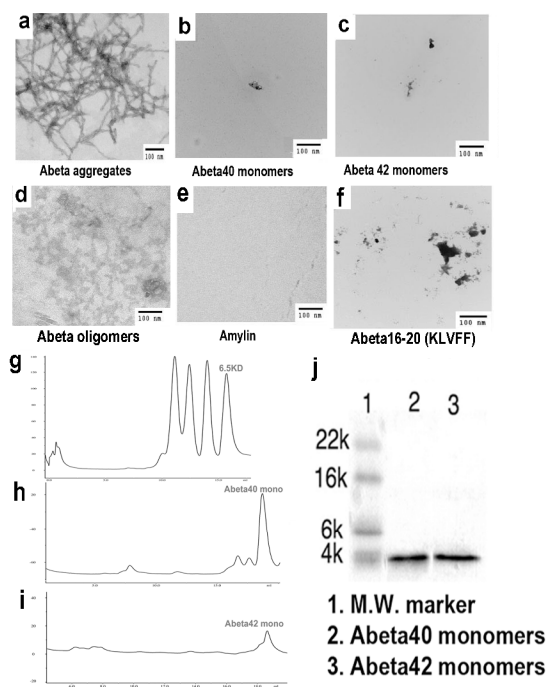 a
b
c
100 nm
100 nm
100 nm
Abeta aggregates
Abeta40 monomers
Abeta 42 monomers
d
e
f
100 nm
100 nm
100 nm
Abeta oligomers
Amylin
Abeta16-20 (KLVFF)
g
6.5KD
h
Abeta40 mono
i
Abeta42 mono
j
1 2 3
22k
16k
6k
4k
1. M.W. marker
2. Abeta40 monomers
3. Abeta42 monomers